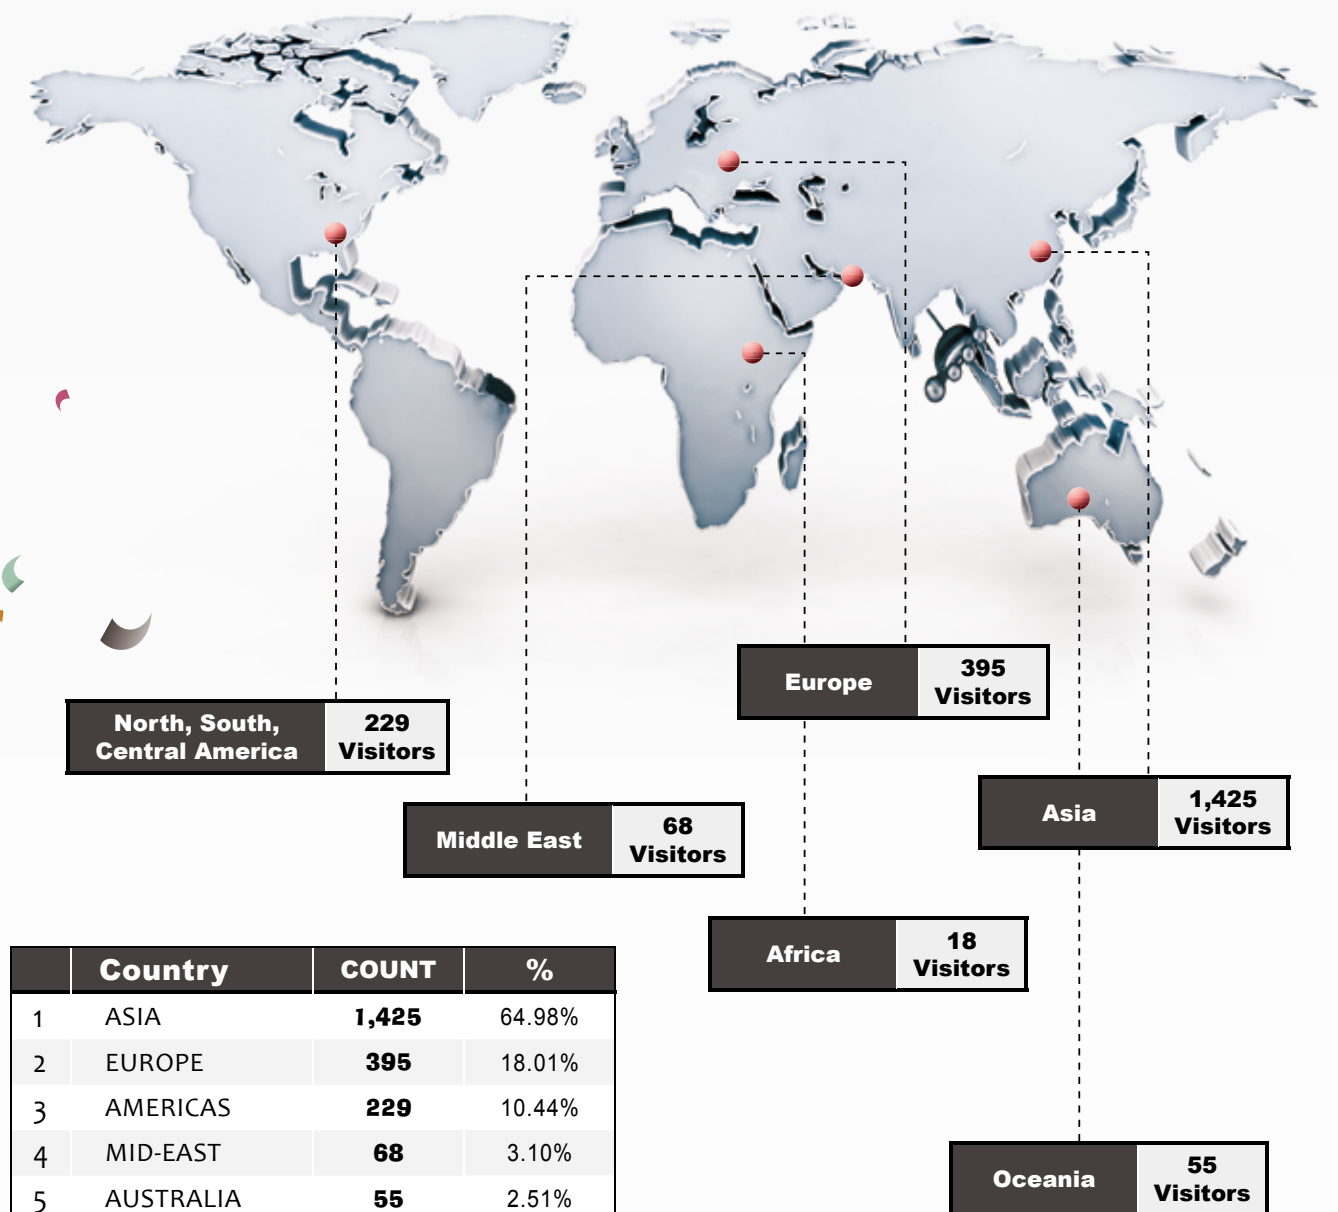 Europe
395
Visitors
North, South,
Central America
229
Visitors
Asia
1,425
Visitors
Middle East
68
Visitors
Africa
18
Visitors
Country COUNT %
1 ASIA 1,425 64.98%
2 EUROPE 395 18.01%
3 AMERICAS 229 10.44%
4 MID-EAST 68 3.10%
5 AUSTRALIA 55 2.51%
Oceania
55
Visitors